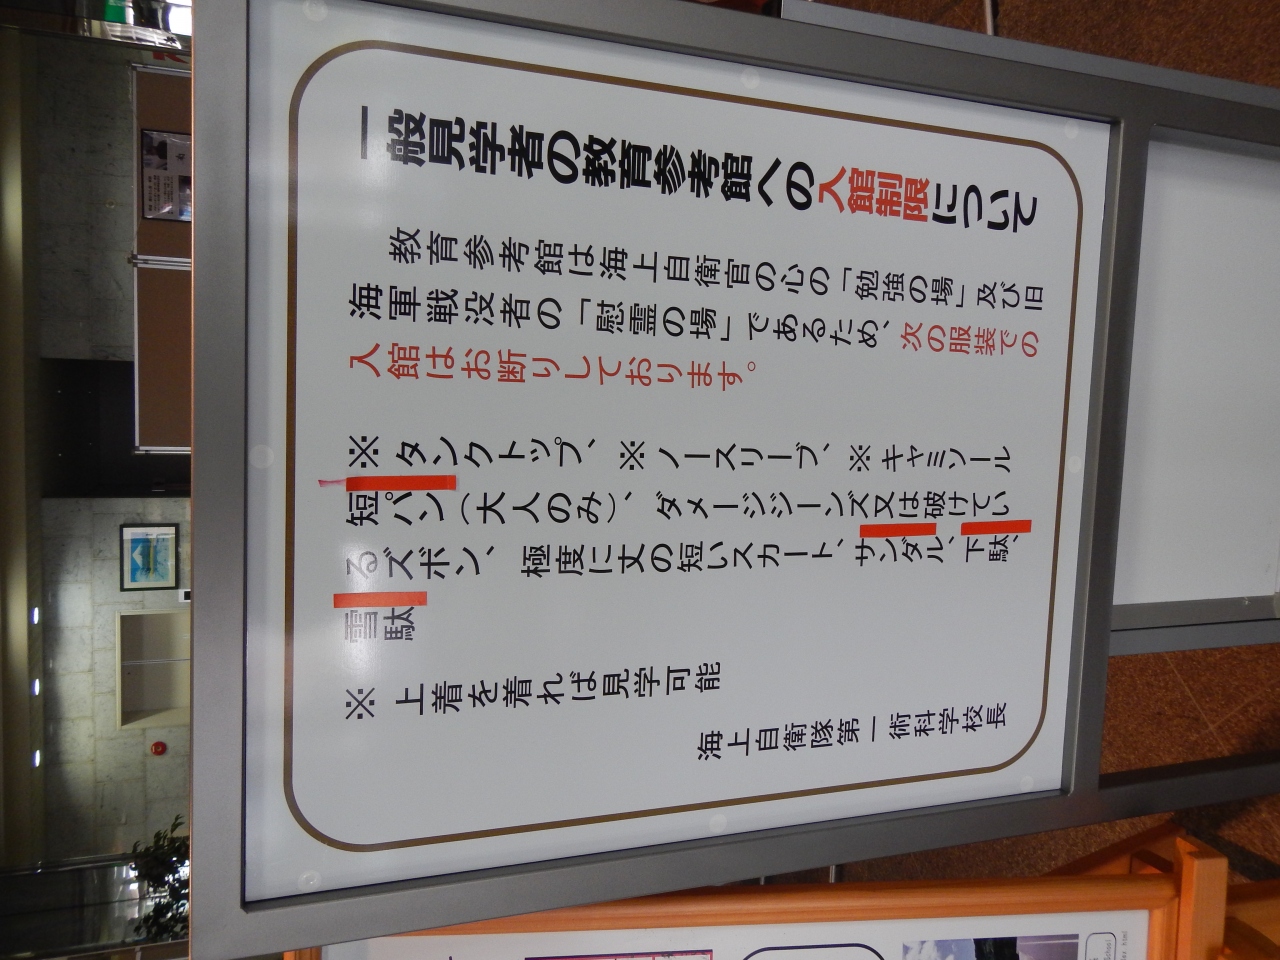 一般見学者の教育参考館への入館制限について
教育参考館は海上自衛官の心の「勉強の場」及び旧
海軍戦没者の「慰霊の場」であるため、次の服装での
入館はお断りしております。
※ タンクトップ、 ※ ノースリーブ、 ※ キャミソール
短パン(大人のみ)、 ダメージジーンズ又は破けてい
るズボン、 極度に丈の短いスカート、 サンダル、 下駄、
雪駄
※ 上着を着れば見学可能
海上自衛隊第一術科学校長